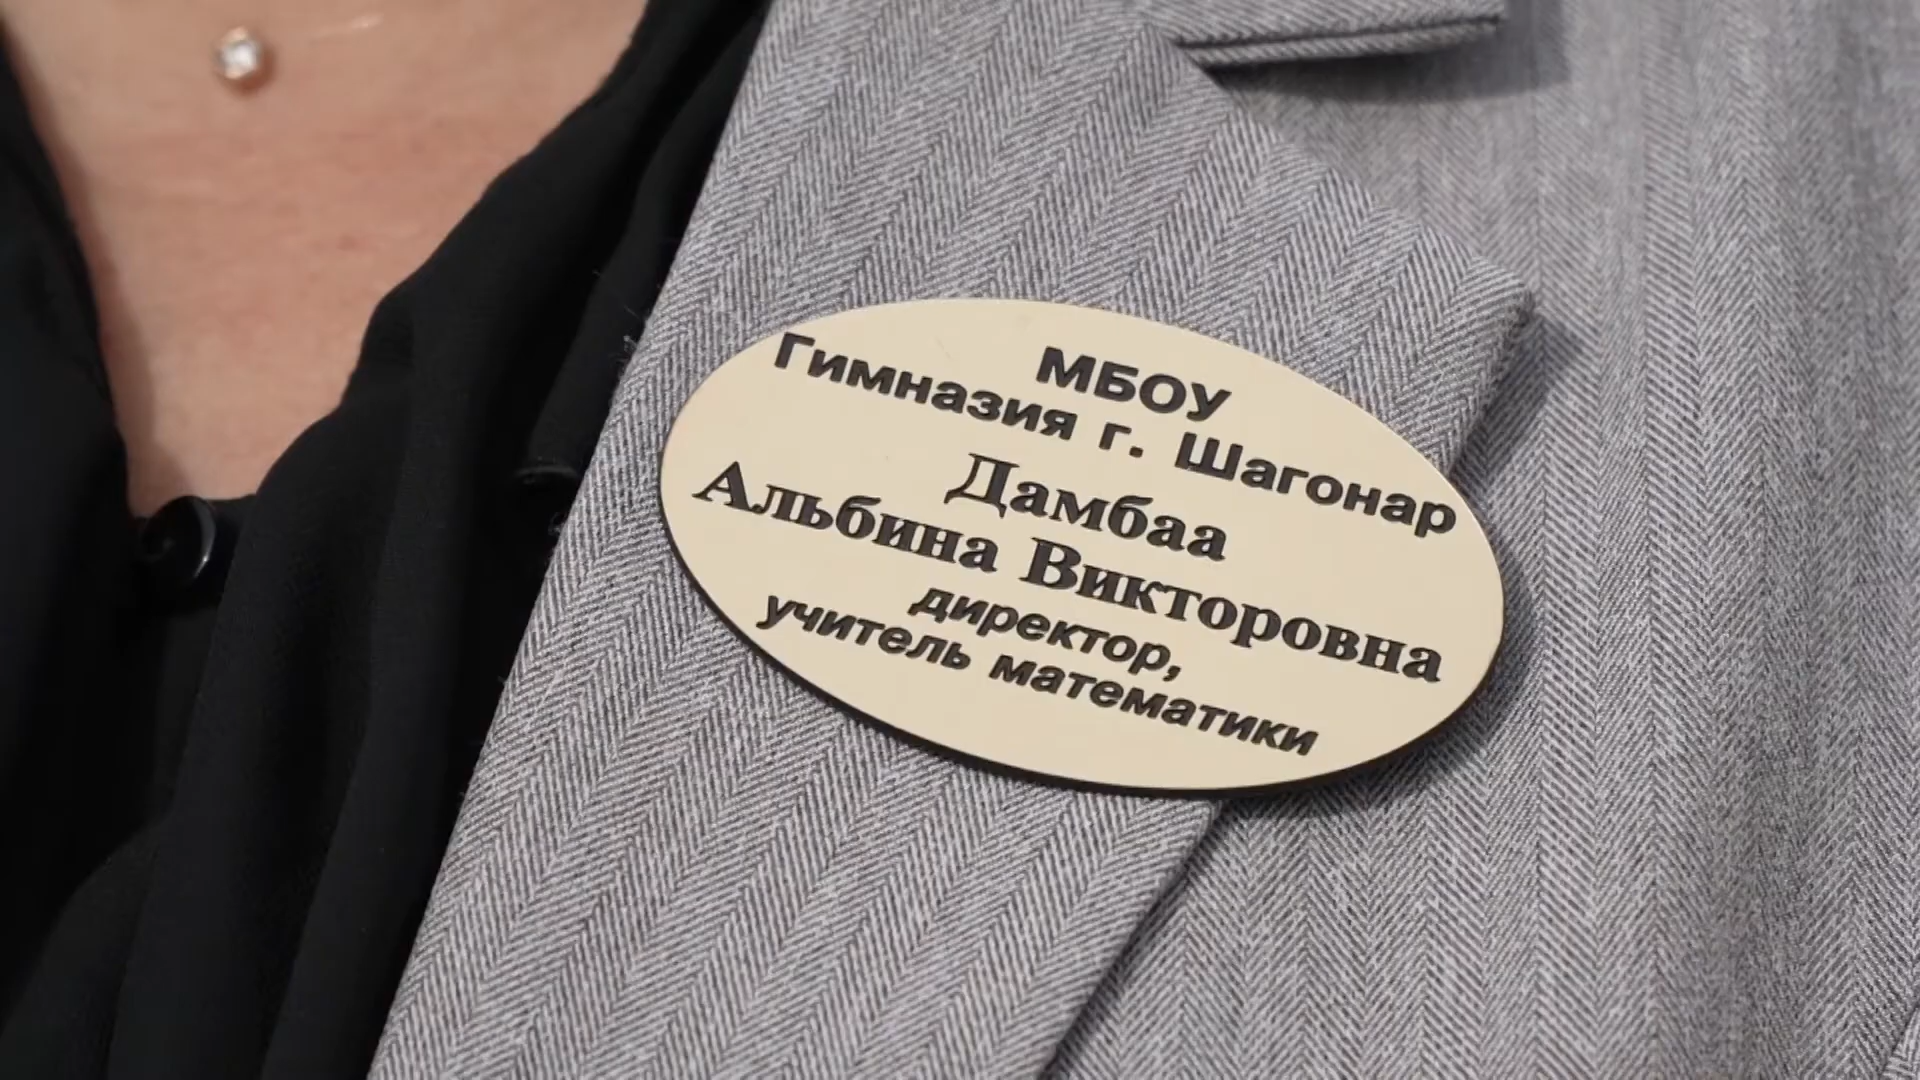 МБОУ
Гимназия г. Шагонар
Дамбаа
Альбина Викторовна
директор,
учитель математики